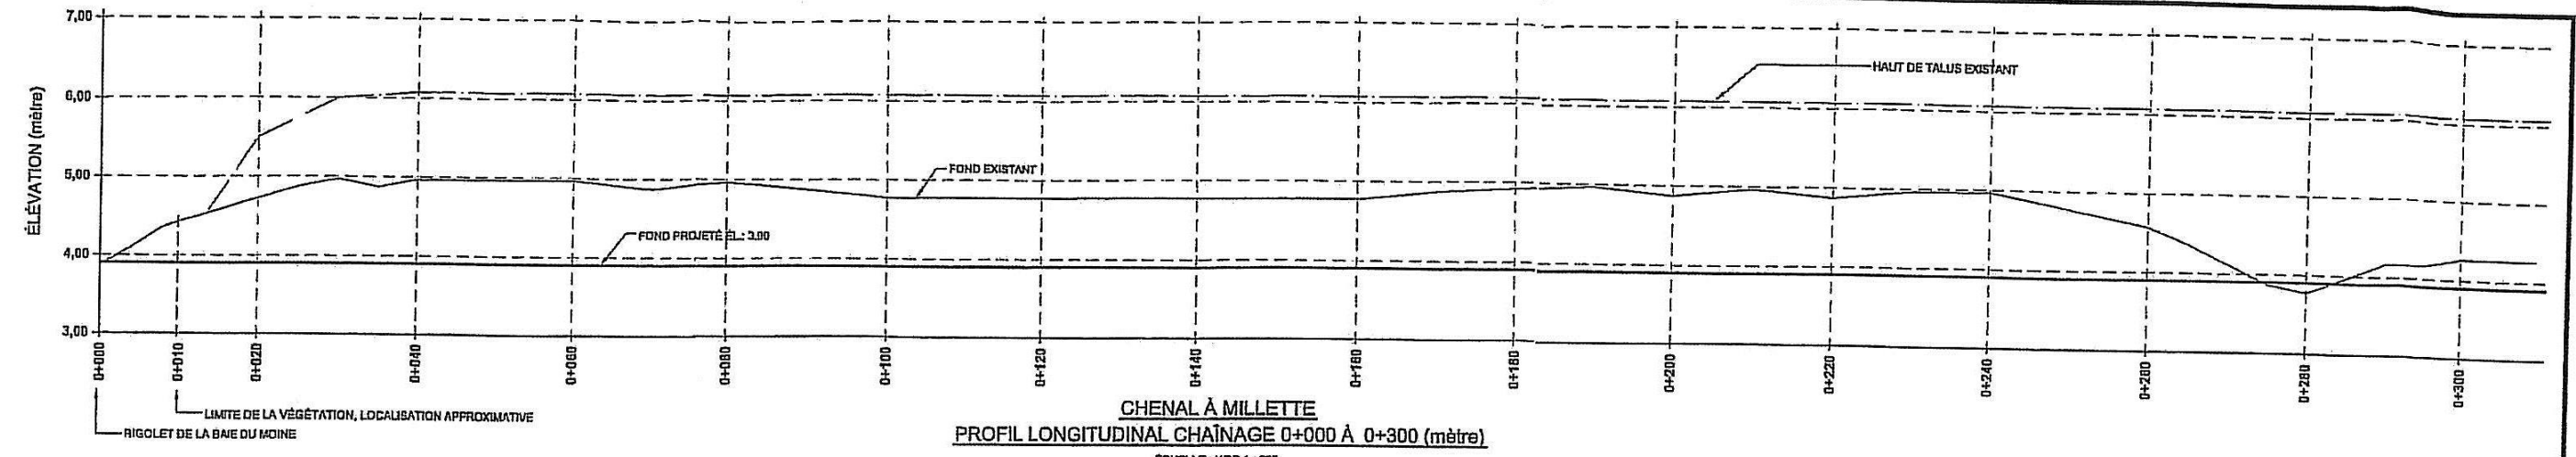 7,00
ÉLÉVATION (mètre)
HAUT DE TALUS EXISTANT
6,00
5,00
FOND EXISTANT
FOND PROJETÉ ÉL.: 3.90
4,00
3,00
0+000
0+010
0+020
0+040
0+060
0+080
0+100
0+120
0+140
0+160
0+180
0+200
0+220
0+240
0+260
0+280
0+300
LIMITE DE LA VÉGÉTATION, LOCALISATION APPROXIMATIVE
RIGOLET DE LA BAIE DU MOINE
CHENAL À MILLETTE
PROFIL LONGITUDINAL CHAÎNAGE 0+000 À 0+300 (mètre)